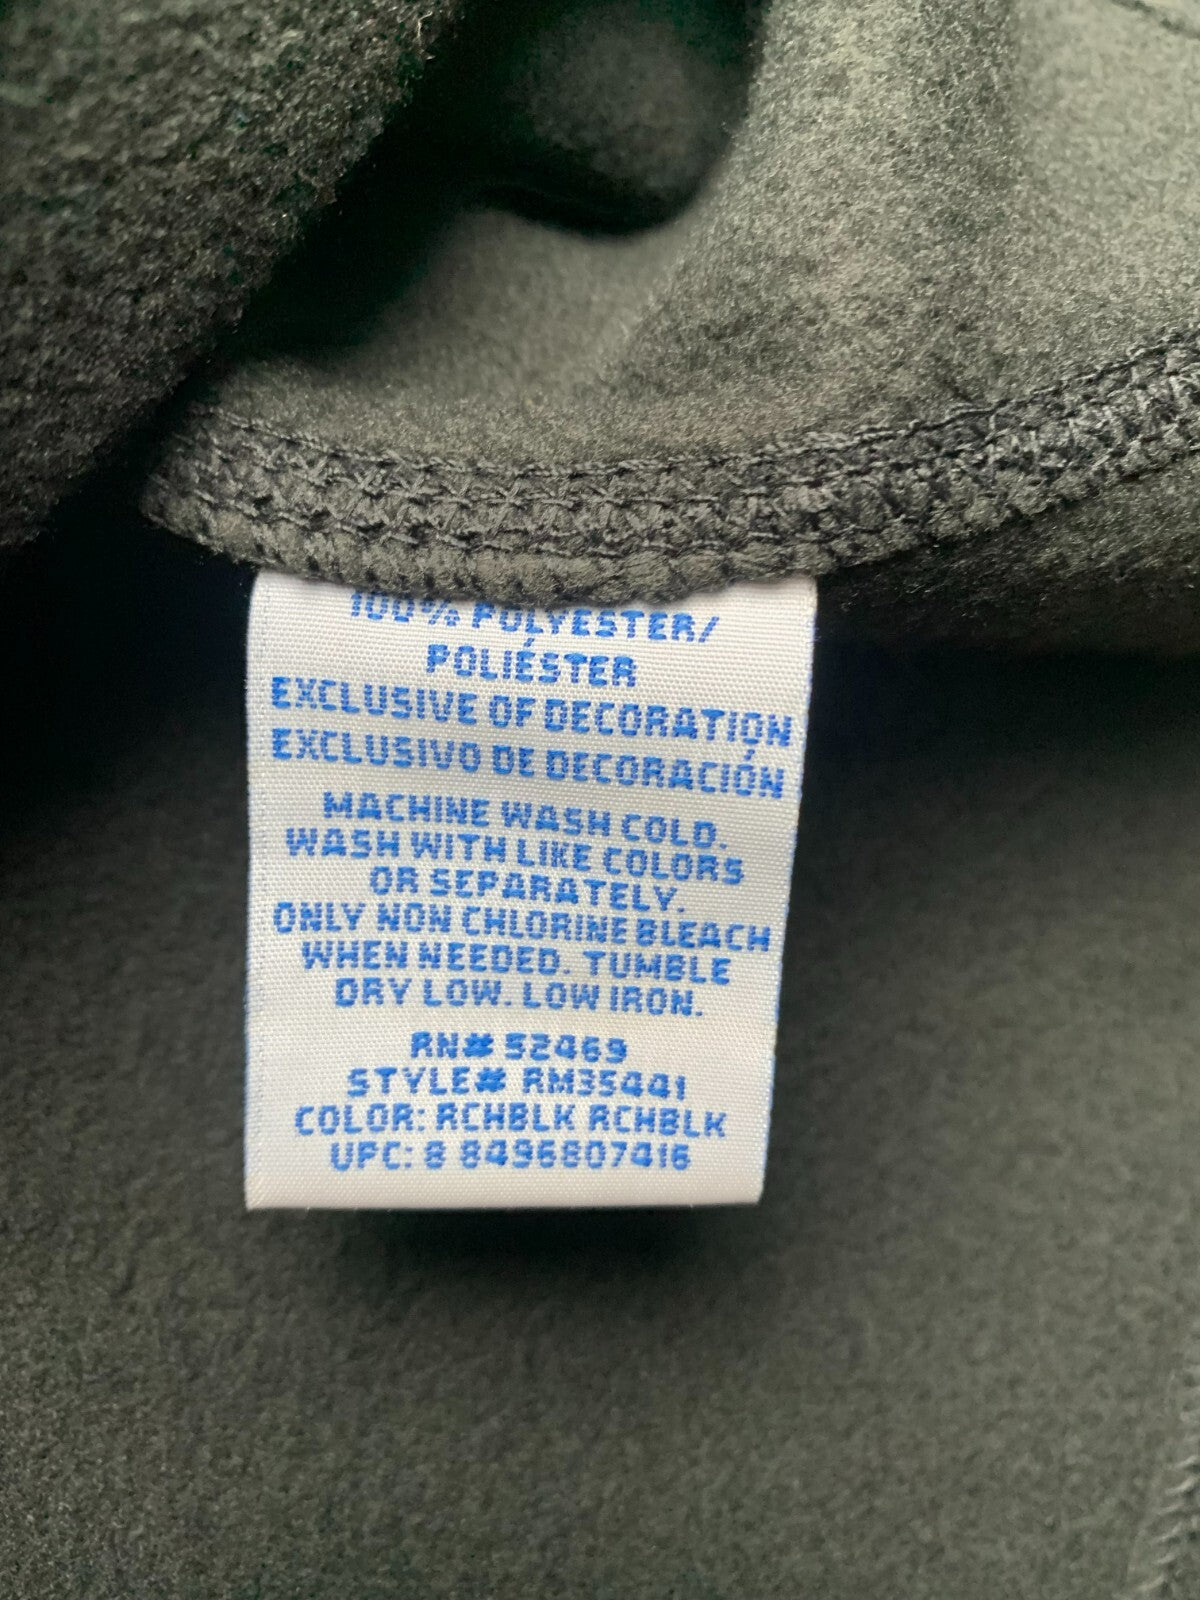 100% POLYESTER/
POLIÉSTER
EXCLUSIVE OF DECORATION
EXCLUSIVO DE DECORACIÓN
MACHINE WASH COLD.
WASH WITH LIKE COLORS
OR SEPARATELY.
ONLY NON CHLORINE BLEACH
WHEN NEEDED. TUMBLE
DRY LOW. LOW IRON.
RN# 52469
STYLE# RM35441
COLOR: RCHBLK RCHBLK
UPC: 8 8496807416